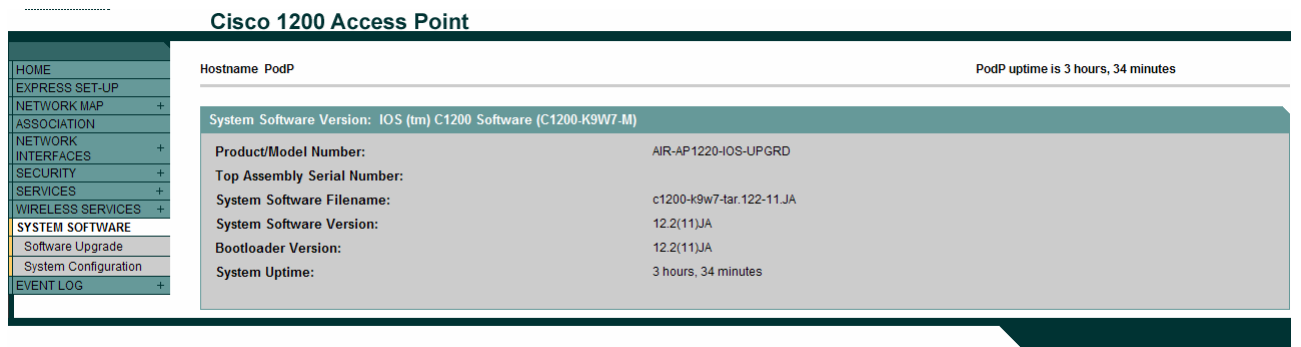 Cisco 1200 Access Point
HOME
EXPRESS SET-UP
NETWORK MAP +
ASSOCIATION
NETWORK
INTERFACES +
SECURITY +
SERVICES +
WIRELESS SERVICES +
SYSTEM SOFTWARE
Software Upgrade
System Configuration
EVENT LOG +
Hostname PodP PodP uptime is 3 hours, 34 minutes
System Software Version: IOS (tm) C1200 Software (C1200-K9W7-M)
Product/Model Number: AIR-AP1220-IOS-UPGRD
Top Assembly Serial Number:
System Software Filename: c1200-k9w7-tar.122-11.JA
System Software Version: 12.2(11)JA
Bootloader Version: 12.2(11)JA
System Uptime: 3 hours, 34 minutes